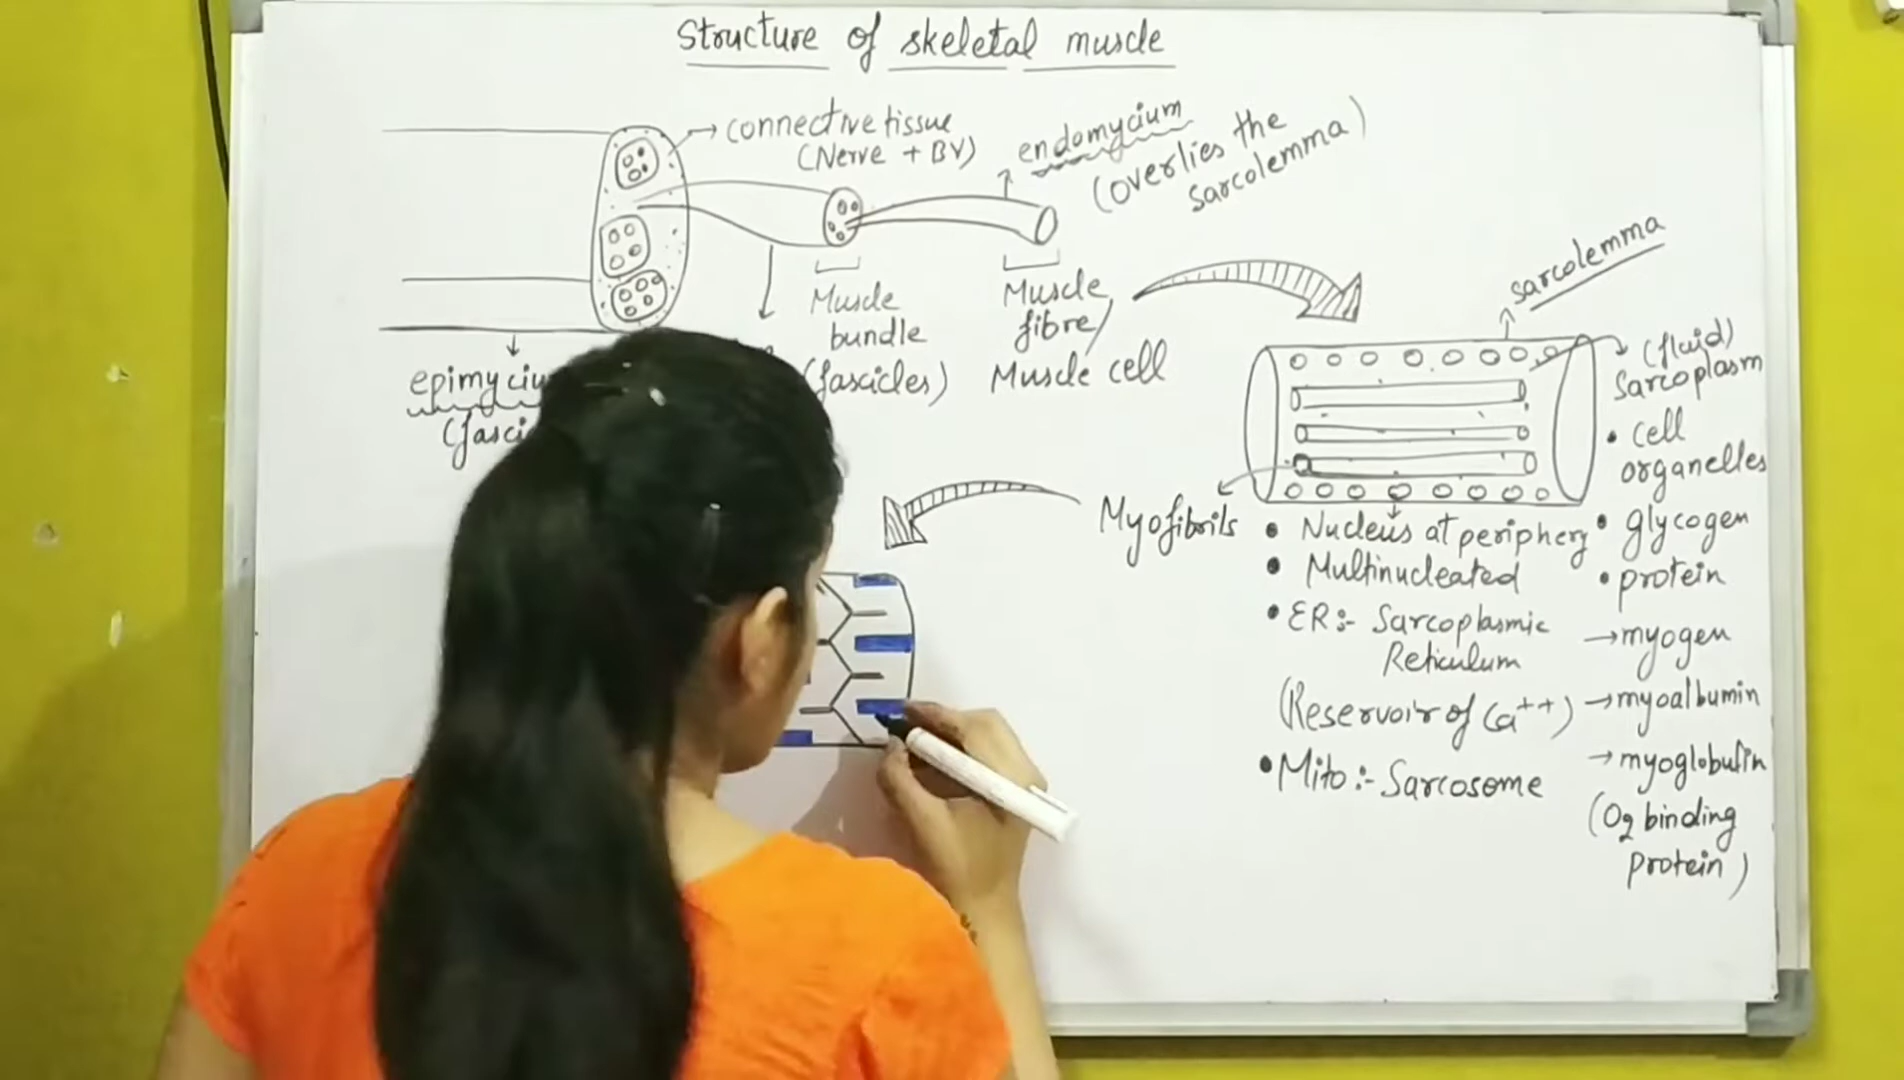 Structure of skeletal muscle
connective tissue
(Nerve + BV)
endomycium
(overlies the
sarcolemma)
Muscle
bundle
(fascicles)
Muscle
fibre/
Muscle cell
sarcolemma
(fluid)
Sarcoplasm
• cell
organelles
• glycogen
• protein
→ myogen
→ myoalbumin
→ myoglobulin
(O2 binding
protein)
Myofibrils
• Nucleus at periphery
• Multinucleated
• ER:- Sarcoplasmic
Reticulum
(Reservoir of Ca++)
• Mito:- Sarcosome